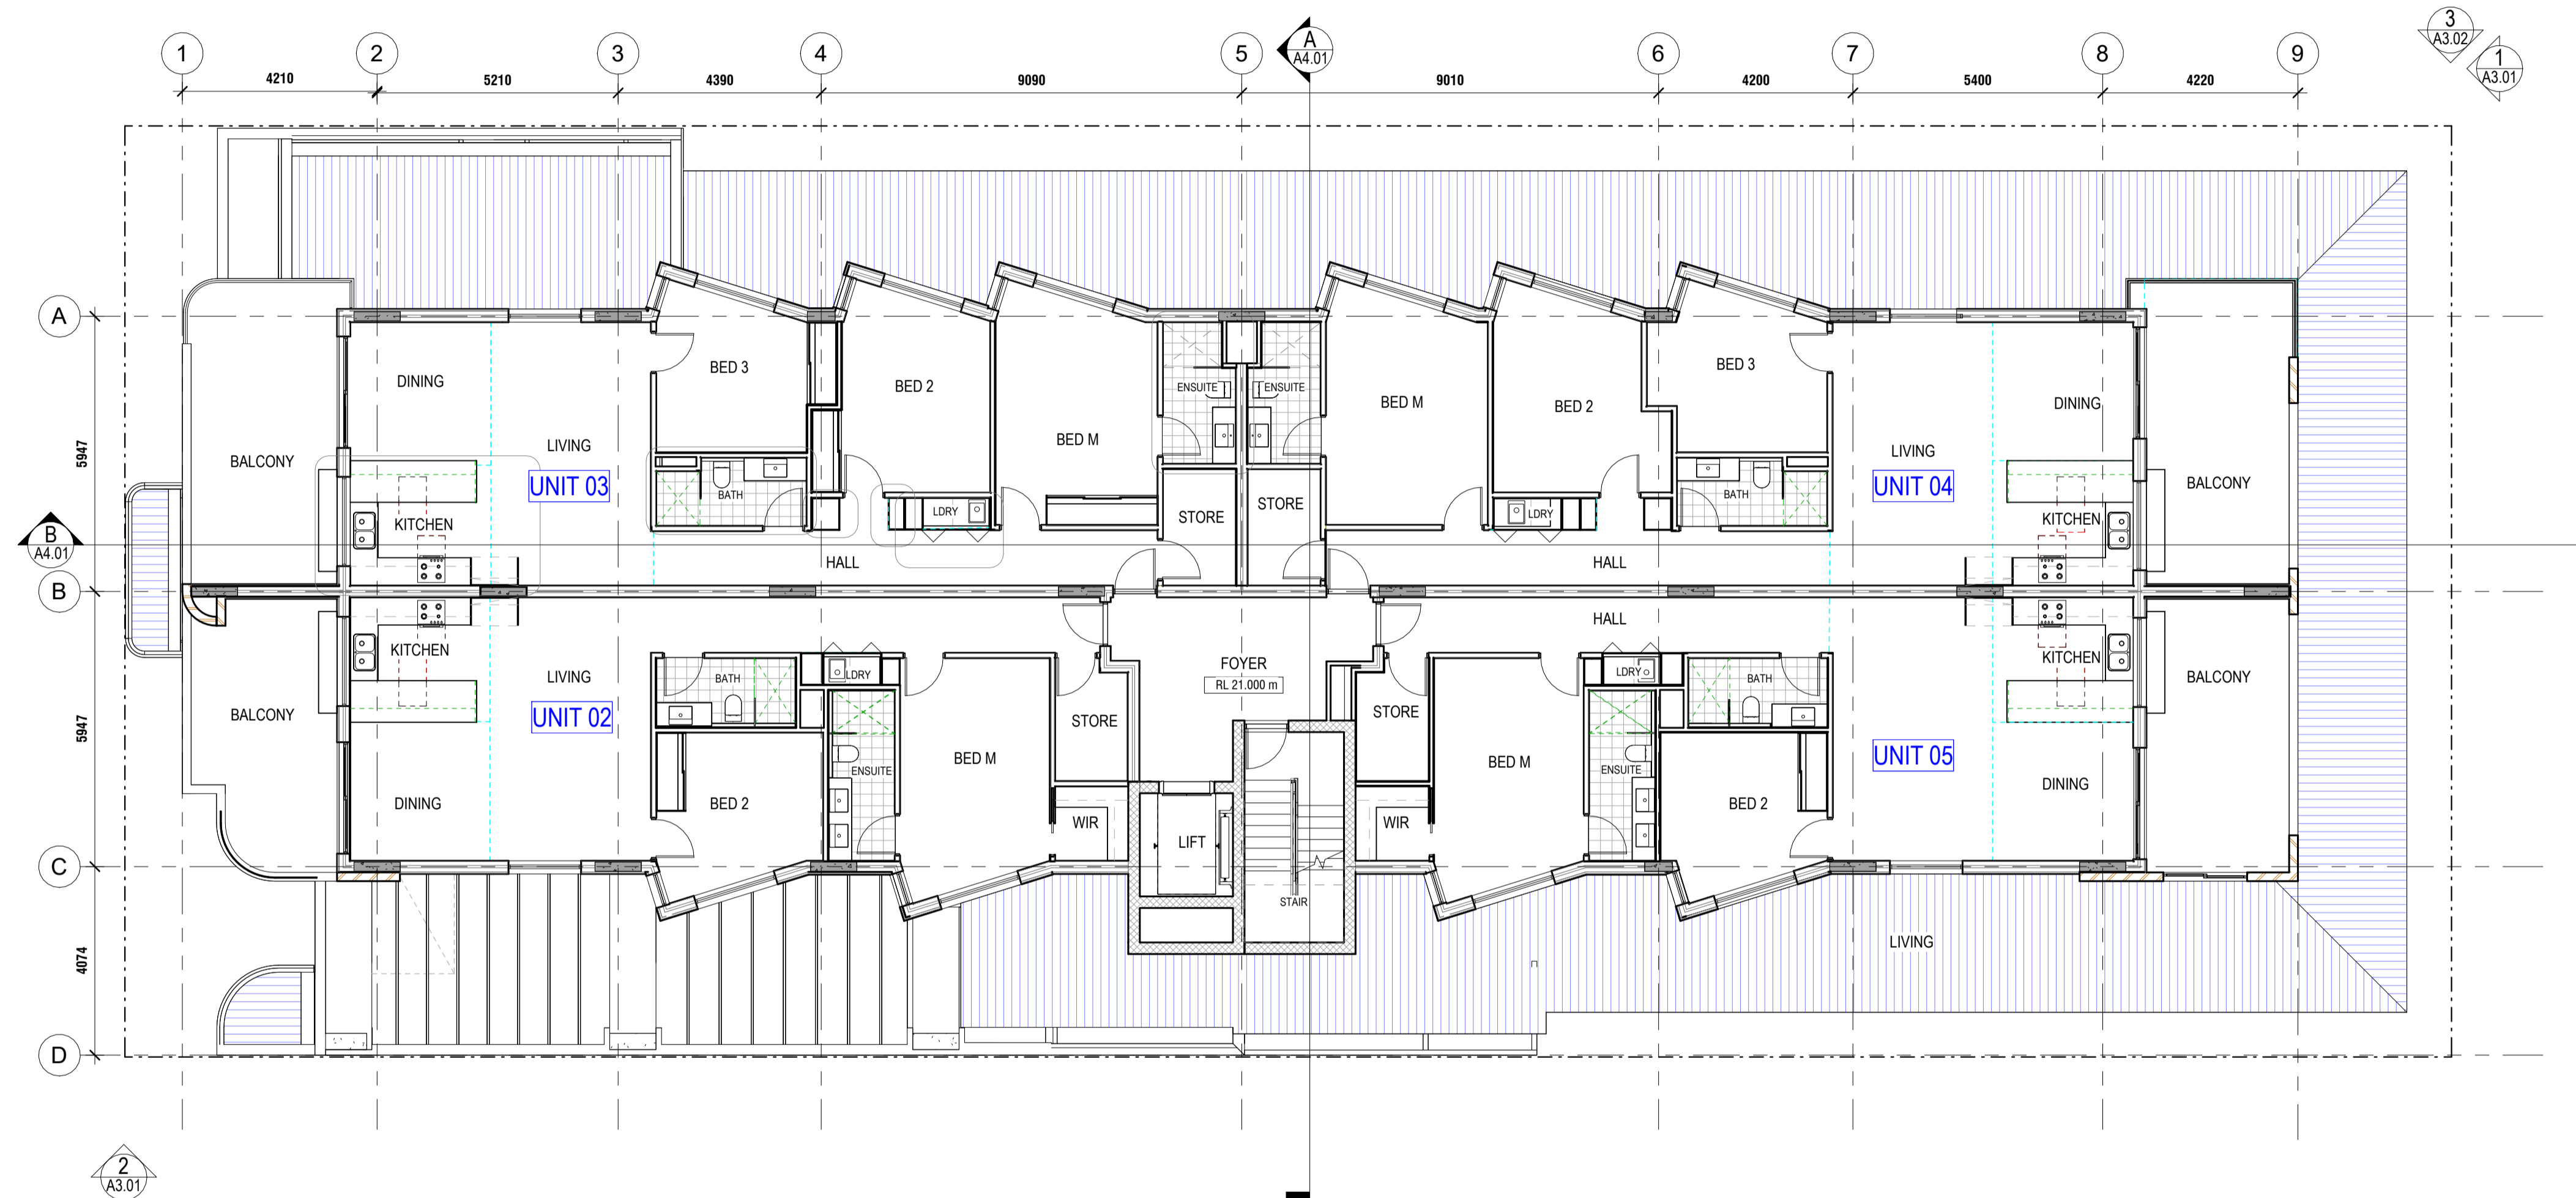 1
2
3
4
5
A
A4.01
6
7
8
9
3
A3.02
1
A3.01
4210
5210
4390
9090
9010
4200
5400
4220
A
5947
B
5947
C
4074
D
B
A4.01
BALCONY
DINING
LIVING
UNIT 03
KITCHEN
BED 3
BATH
BED 2
LDRY
BED M
ENSUITE
STORE
HALL
ENSUITE
STORE
BED M
BED 2
LDRY
BED 3
BATH
HALL
LIVING
UNIT 04
DINING
KITCHEN
BALCONY
BALCONY
KITCHEN
LIVING
UNIT 02
DINING
BATH
LDRY
BED 2
ENSUITE
BED M
STORE
WIR
FOYER
RL 21.000 m
LIFT
STAIR
STORE
WIR
HALL
BED M
LDRY
ENSUITE
BATH
BED 2
UNIT 05
KITCHEN
DINING
BALCONY
LIVING
2
A3.01